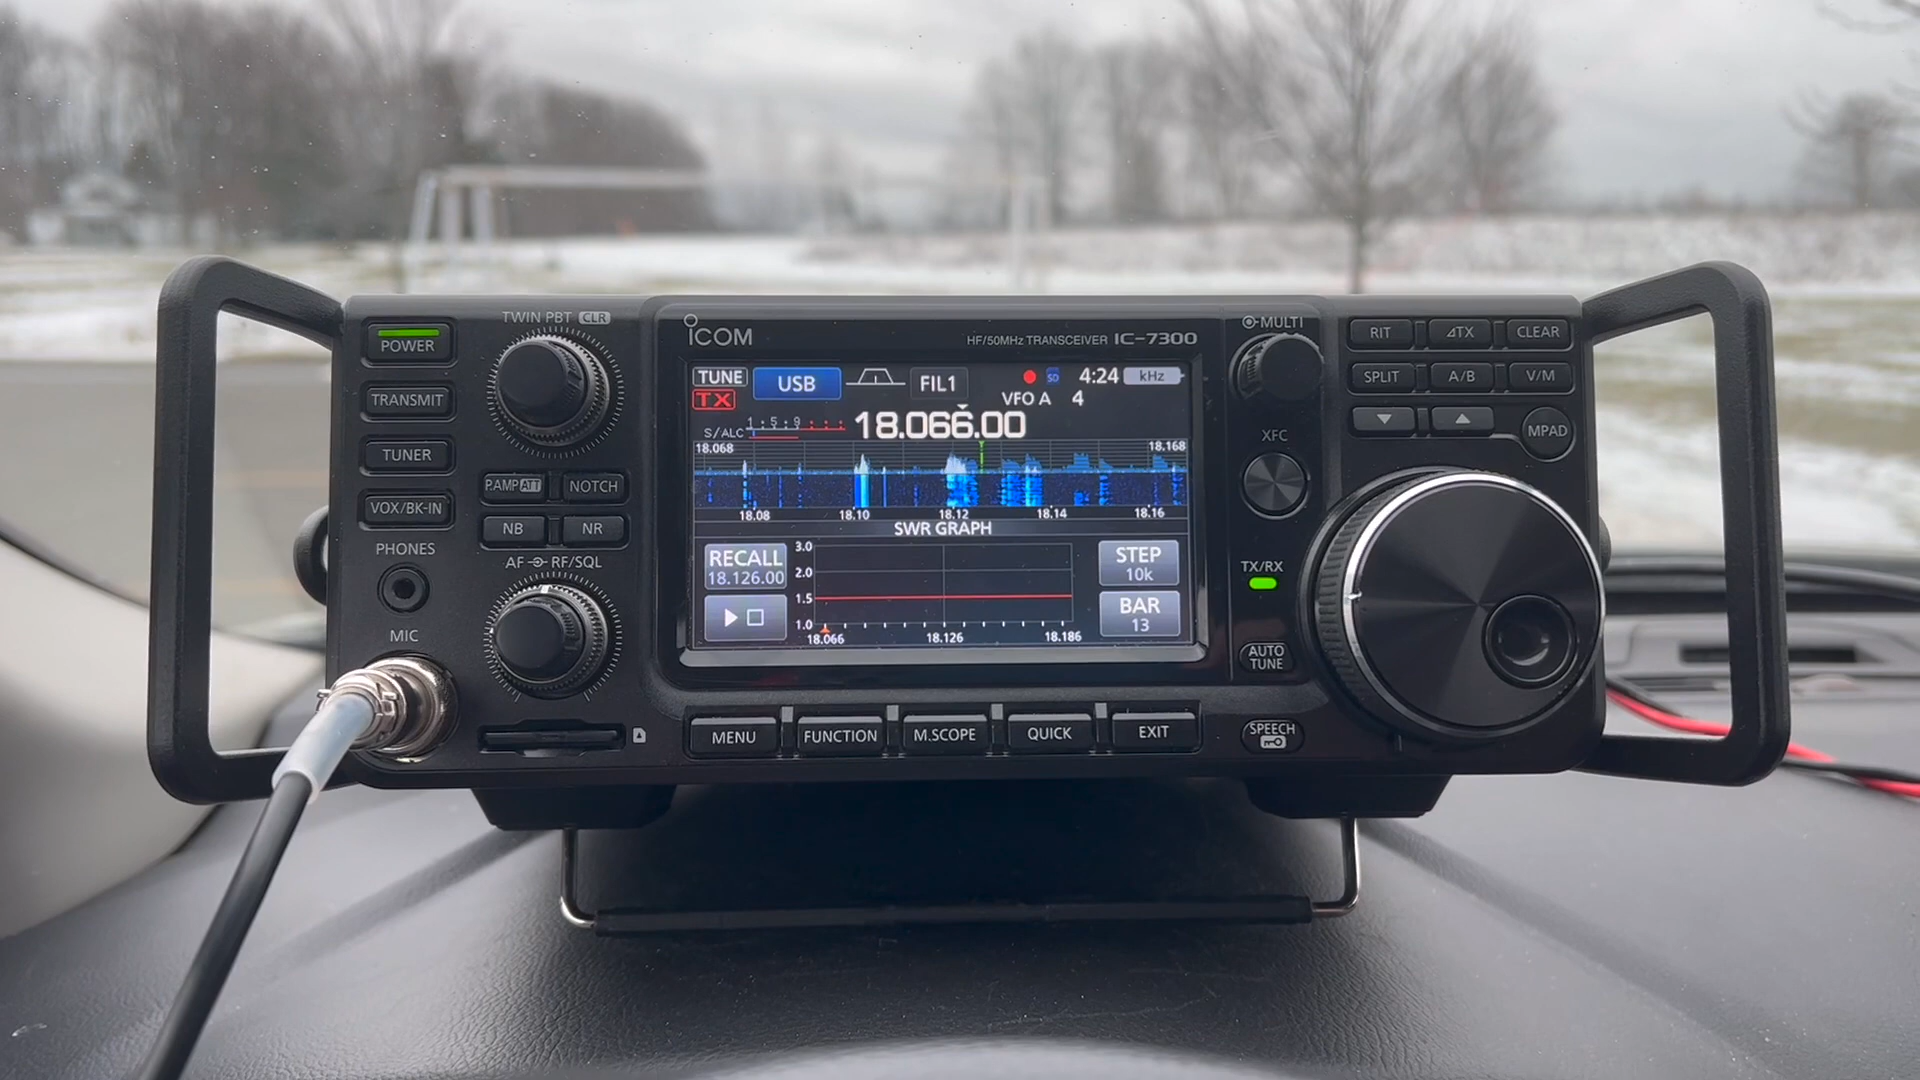 TWIN PBT CLR
POWER
TRANSMIT
TUNER
VOX/BK-IN
P.AMP ATT
NOTCH
NB
NR
PHONES
AF RF/SQL
MIC
ICOM
HF/50MHz TRANSCEIVER IC-7300
TUNE
USB
FIL1
SD
4:24
kHz
TX
VFO A
4
S/ALC
1 5 9
18.066.00
18.068
18.168
18.08
18.10
18.12
18.14
18.16
SWR GRAPH
RECALL
18.126.00
3.0
2.0
1.5
1.0
18.066
18.126
18.186
STEP
10k
BAR
13
MENU
FUNCTION
M.SCOPE
QUICK
EXIT
MULTI
XFC
TX/RX
AUTO
TUNE
SPEECH
RIT
⊿TX
CLEAR
SPLIT
A/B
V/M
MPAD